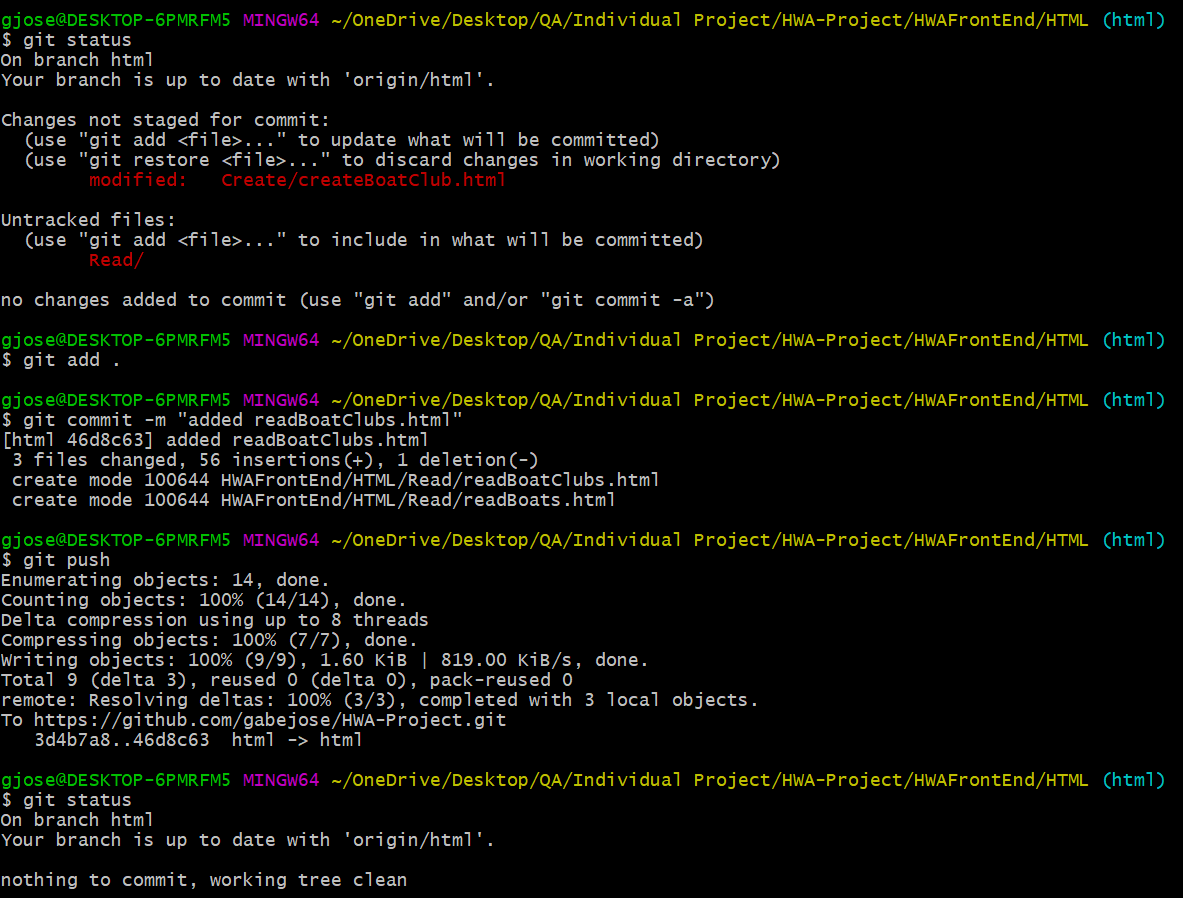 gjose@DESKTOP-6PMRFM5 MINGW64 ~/OneDrive/Desktop/QA/Individual Project/HWA-Project/HWAFrontEnd/HTML (html)
$ git status
On branch html
Your branch is up to date with 'origin/html'.
Changes not staged for commit:
  (use "git add <file>..." to update what will be committed)
  (use "git restore <file>..." to discard changes in working directory)
        modified:   Create/createBoatClub.html
Untracked files:
  (use "git add <file>..." to include in what will be committed)
        Read/
no changes added to commit (use "git add" and/or "git commit -a")
gjose@DESKTOP-6PMRFM5 MINGW64 ~/OneDrive/Desktop/QA/Individual Project/HWA-Project/HWAFrontEnd/HTML (html)
$ git add .
gjose@DESKTOP-6PMRFM5 MINGW64 ~/OneDrive/Desktop/QA/Individual Project/HWA-Project/HWAFrontEnd/HTML (html)
$ git commit -m "added readBoatClubs.html"
[html 46d8c63] added readBoatClubs.html
 3 files changed, 56 insertions(+), 1 deletion(-)
 create mode 100644 HWAFrontEnd/HTML/Read/readBoatClubs.html
 create mode 100644 HWAFrontEnd/HTML/Read/readBoats.html
gjose@DESKTOP-6PMRFM5 MINGW64 ~/OneDrive/Desktop/QA/Individual Project/HWA-Project/HWAFrontEnd/HTML (html)
$ git push
Enumerating objects: 14, done.
Counting objects: 100% (14/14), done.
Delta compression using up to 8 threads
Compressing objects: 100% (7/7), done.
Writing objects: 100% (9/9), 1.60 KiB | 819.00 KiB/s, done.
Total 9 (delta 3), reused 0 (delta 0), pack-reused 0
remote: Resolving deltas: 100% (3/3), completed with 3 local objects.
To https://github.com/gabejose/HWA-Project.git
   3d4b7a8..46d8c63  html -> html
gjose@DESKTOP-6PMRFM5 MINGW64 ~/OneDrive/Desktop/QA/Individual Project/HWA-Project/HWAFrontEnd/HTML (html)
$ git status
On branch html
Your branch is up to date with 'origin/html'.
nothing to commit, working tree clean